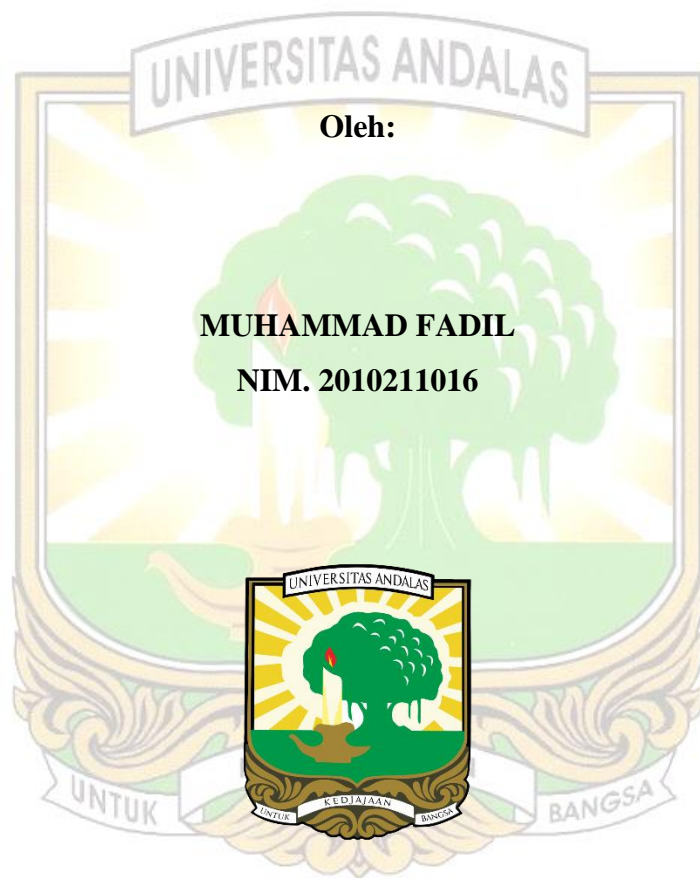 UNIVERSITAS ANDALAS
Oleh:
MUHAMMAD FADIL
NIM. 2010211016
UNIVERSITAS ANDALAS
UNTUK KEDJAJAAN BANGSA
UNTUK BANGSA